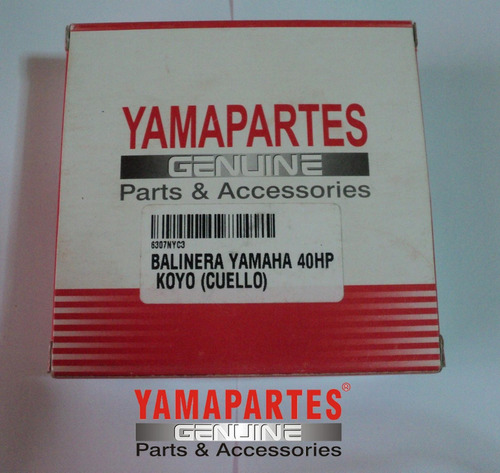 YAMAPARTES
GENUINE
Parts & Accessories
6307NYC3
BALINERA YAMAHA 40HP
KOYO (CUELLO)
YAMAPARTES®
GENUINE
Parts & Accessories